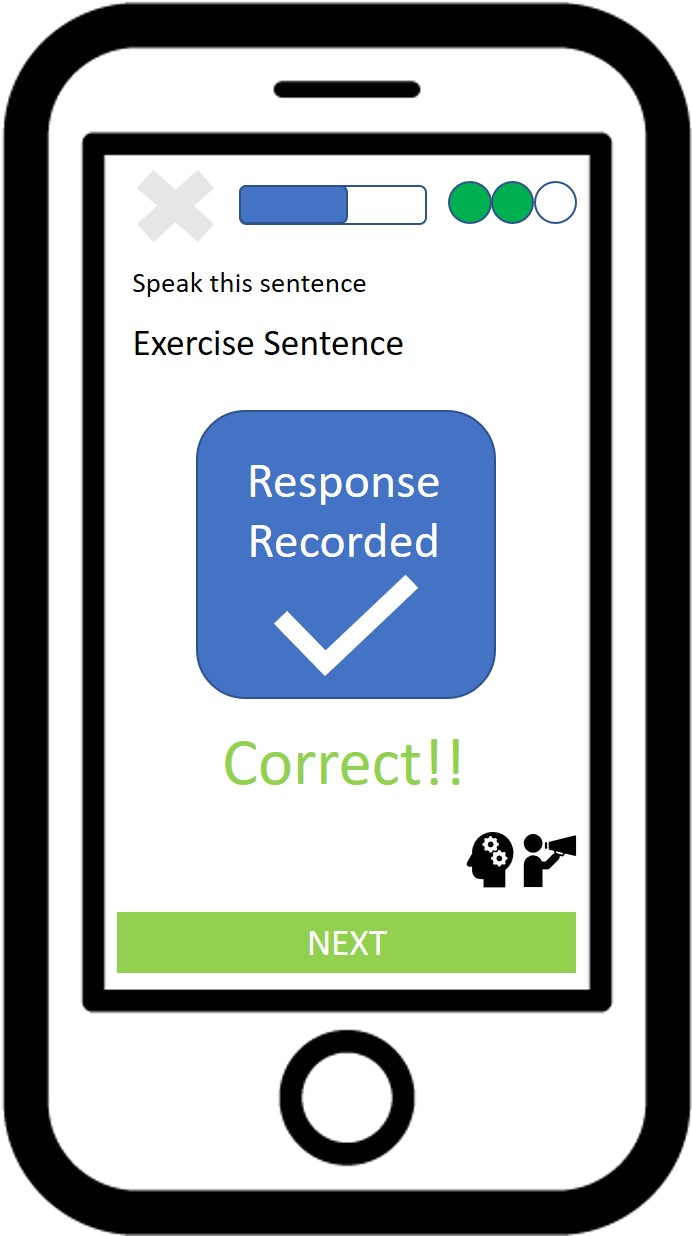 Speak this sentence
Exercise Sentence
Response
Recorded
Correct!!
NEXT